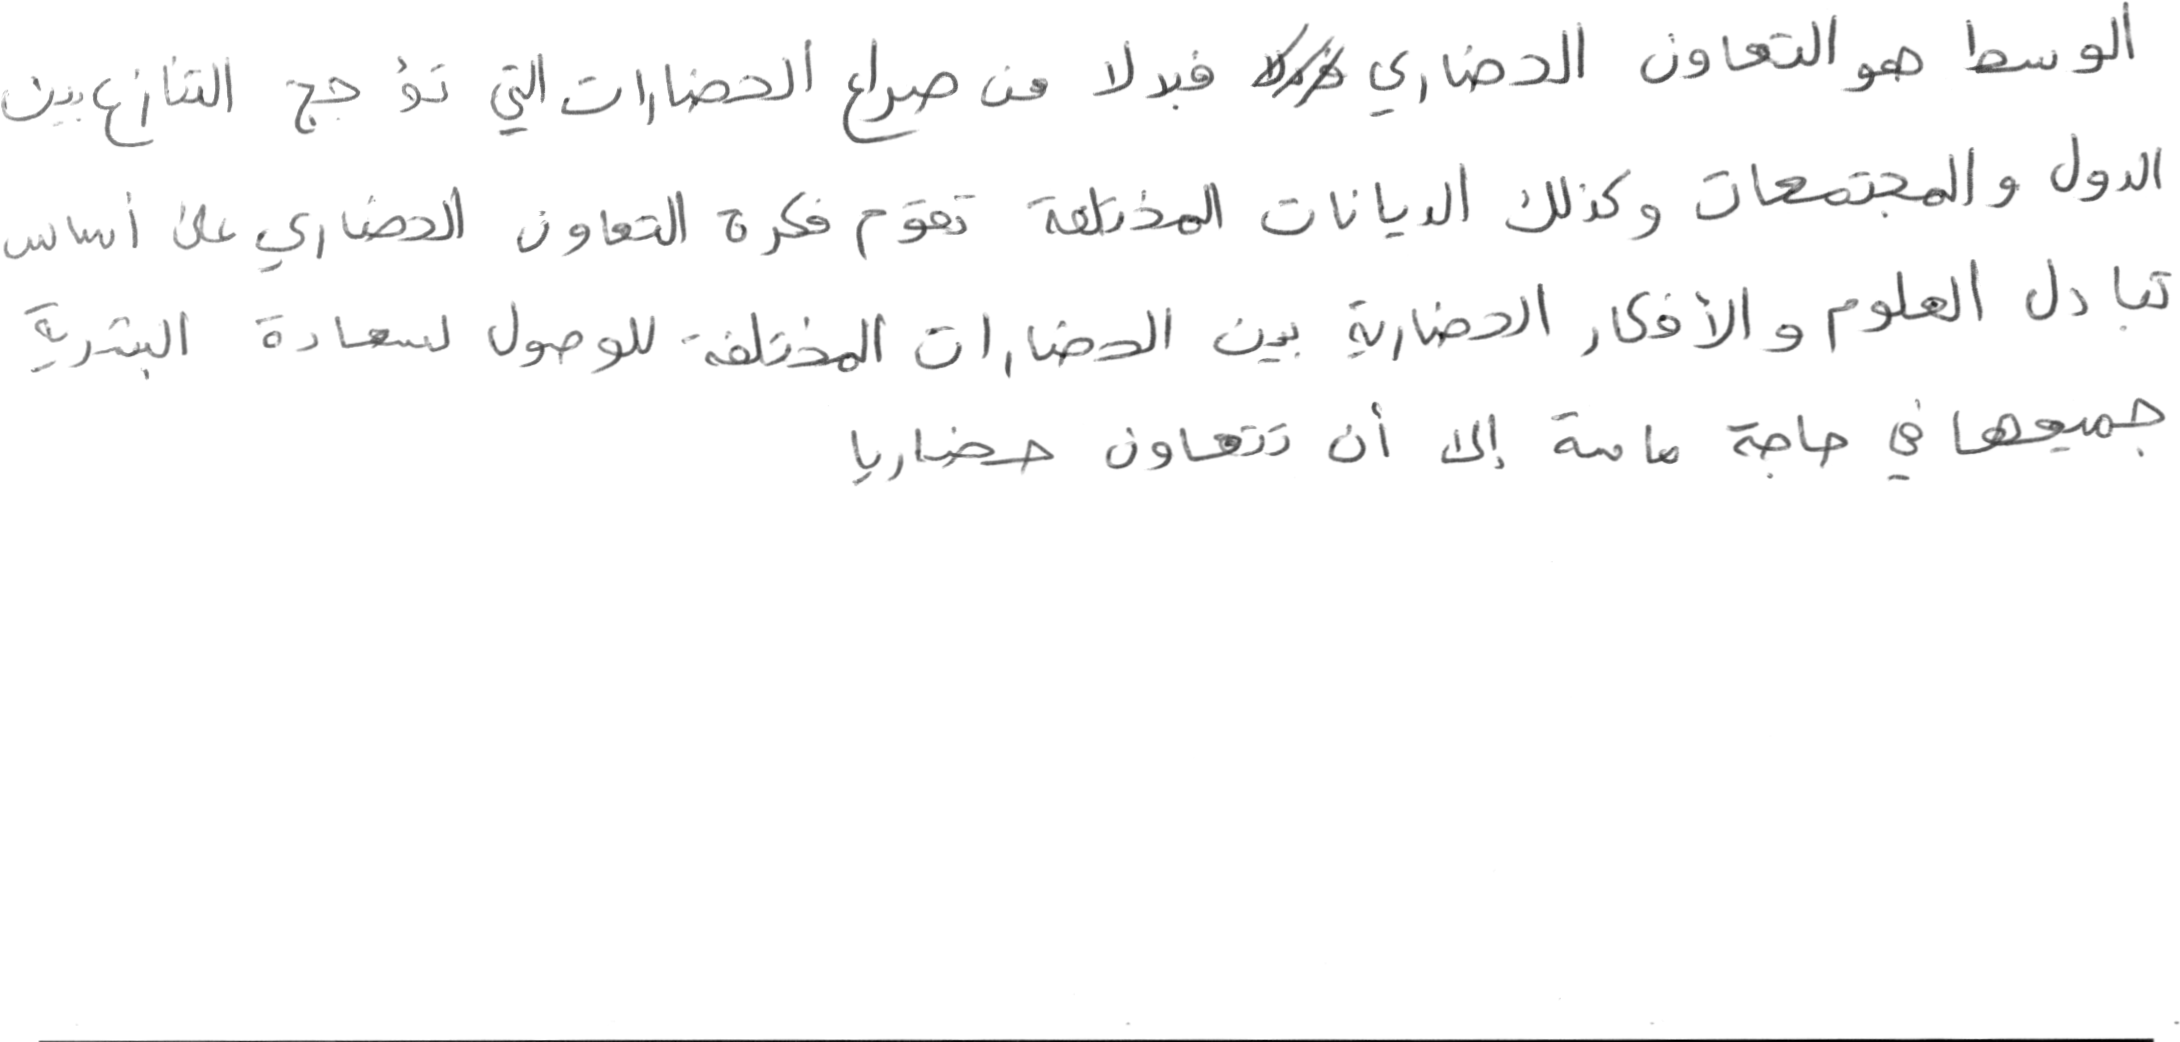 الوسط هو التعاون الحضاري فبدلا من صراع الحضارات التي تؤجج التنازع بين
الدول والمجتمعات وكذلك الديانات المختلفة تقوم فكرة التعاون الحضاري على أساس
تبادل العلوم والأفكار الحضارية بين الحضارات المختلفة للوصول لسعادة البشرية
جميعها في حاجة ماسة إلى أن تتعاون حضاريا